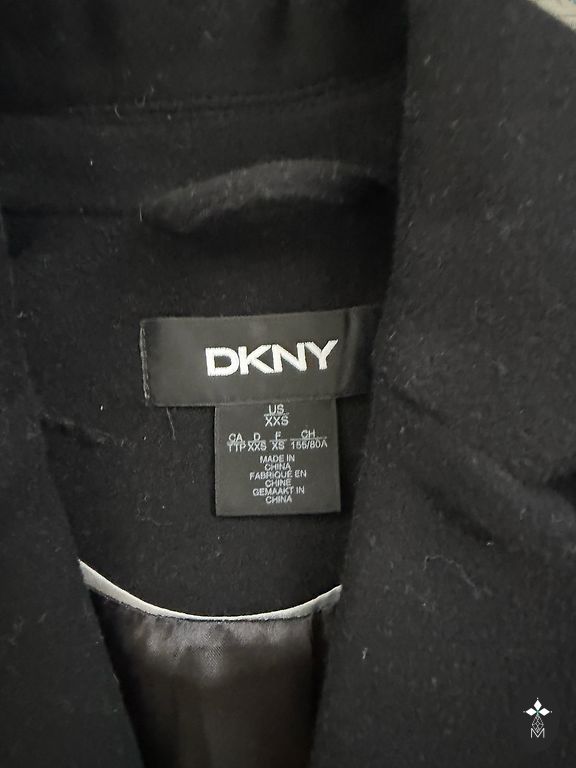 DKNY
US
XXS
CA D F CH
TTP XXS XS 155/80A
MADE IN
CHINA
FABRIQUÉ EN
CHINE
GEMAAKT IN
CHINA
M